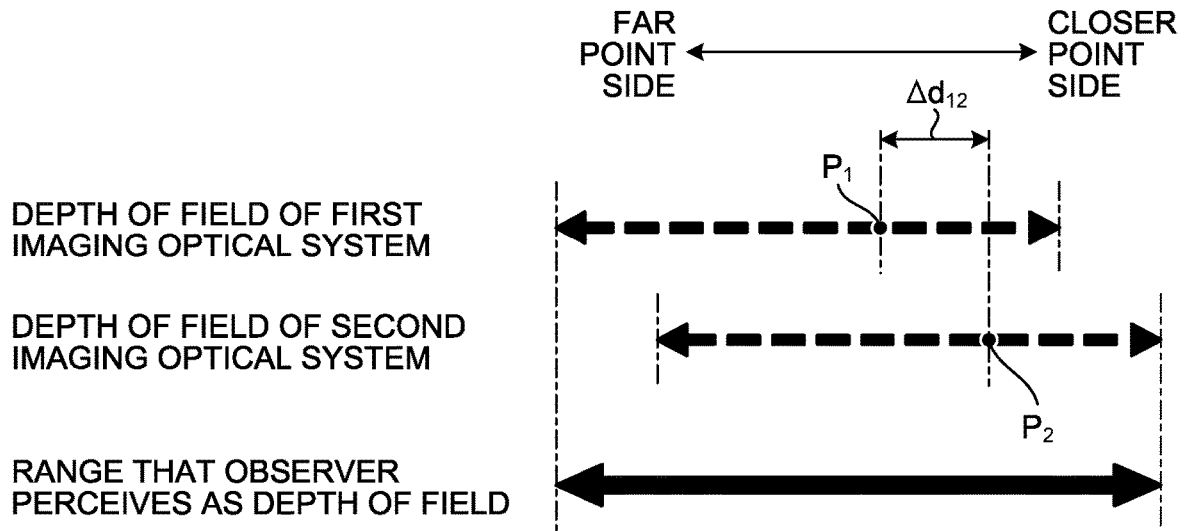 FAR
POINT
SIDE
CLOSER
POINT
SIDE
Δd₁₂
P₁
DEPTH OF FIELD OF FIRST
IMAGING OPTICAL SYSTEM
DEPTH OF FIELD OF SECOND
IMAGING OPTICAL SYSTEM
P₂
RANGE THAT OBSERVER
PERCEIVES AS DEPTH OF FIELD